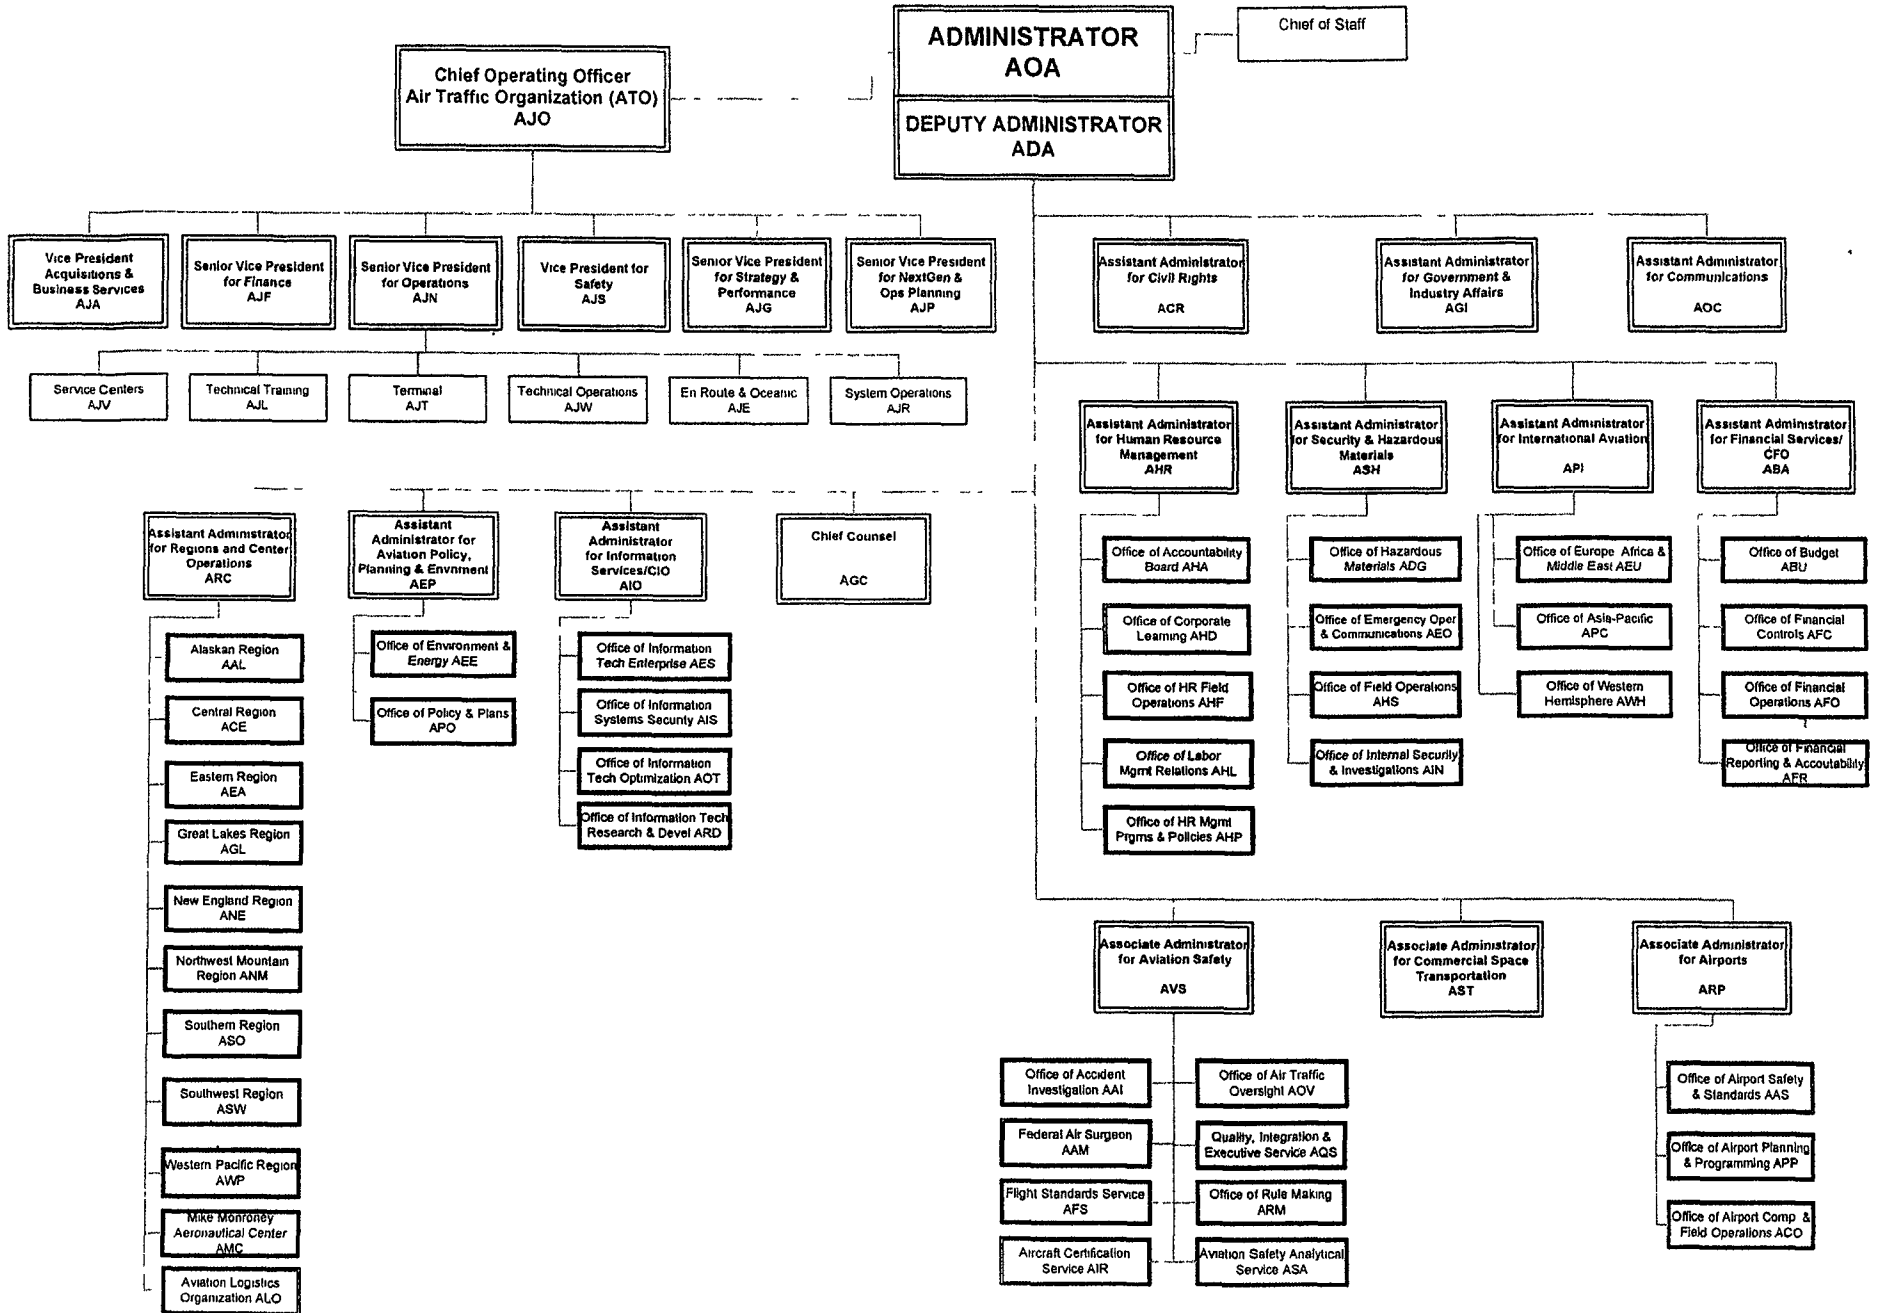 Chief of Staff
ADMINISTRATOR
AOA
DEPUTY ADMINISTRATOR
ADA
Chief Operating Officer
Air Traffic Organization (ATO)
AJO
Vice President
Acquisitions &
Business Services
AJA
Senior Vice President
for Finance
AJF
Senior Vice President
for Operations
AJN
Vice President for
Safety
AJS
Senior Vice President
for Strategy &
Performance
AJG
Senior Vice President
for NextGen &
Ops Planning
AJP
Assistant Administrator
for Civil Rights
ACR
Assistant Administrator
for Government &
Industry Affairs
AGI
Assistant Administrator
for Communications
AOC
Service Centers
AJV
Technical Training
AJL
Terminal
AJT
Technical Operations
AJW
En Route & Oceanic
AJE
System Operations
AJR
Assistant Administrator
for Human Resource
Management
AHR
Assistant Administrator
for Security & Hazardous
Materials
ASH
Assistant Administrator
for International Aviation
API
Assistant Administrator
for Financial Services/
CFO
ABA
Assistant Administrator
for Regions and Center
Operations
ARC
Assistant
Administrator for
Aviation Policy,
Planning & Envnment
AEP
Assistant
Administrator
for Information
Services/CIO
AIO
Chief Counsel
AGC
Office of Accountability
Board AHA
Office of Corporate
Learning AHD
Office of HR Field
Operations AHF
Office of Labor
Mgmt Relations AHL
Office of HR Mgmt
Prgms & Policies AHP
Office of Hazardous
Materials ADG
Office of Emergency Oper
& Communications AEO
Office of Field Operations
AHS
Office of Internal Security
& Investigations AIN
Office of Europe Africa &
Middle East AEU
Office of Asia-Pacific
APC
Office of Western
Hemisphere AWH
Office of Budget
ABU
Office of Financial
Controls AFC
Office of Financial
Operations AFO
Office of Financial
Reporting & Accoutability
AFR
Alaskan Region
AAL
Central Region
ACE
Eastern Region
AEA
Great Lakes Region
AGL
New England Region
ANE
Northwest Mountain
Region ANM
Southern Region
ASO
Southwest Region
ASW
Western Pacific Region
AWP
Mike Monroney
Aeronautical Center
AMC
Aviation Logistics
Organization ALO
Office of Environment &
Energy AEE
Office of Policy & Plans
APO
Office of Information
Tech Enterprise AES
Office of Information
Systems Security AIS
Office of Information
Tech Optimization AOT
Office of Information Tech
Research & Devel ARD
Associate Administrator
for Aviation Safety
AVS
Associate Administrator
for Commercial Space
Transportation
AST
Associate Administrator
for Airports
ARP
Office of Accident
Investigation AAI
Office of Air Traffic
Oversight AOV
Federal Air Surgeon
AAM
Quality, Integration &
Executive Service AQS
Flight Standards Service
AFS
Office of Rule Making
ARM
Aircraft Certification
Service AIR
Aviation Safety Analytical
Service ASA
Office of Airport Safety
& Standards AAS
Office of Airport Planning
& Programming APP
Office of Airport Comp &
Field Operations ACO